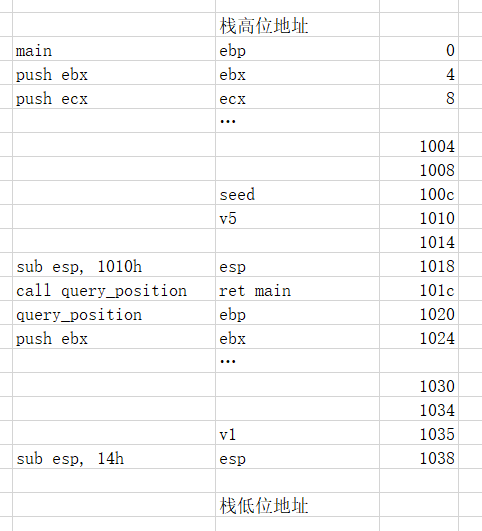 栈高位地址
main ebp 0
push ebx ebx 4
push ecx ecx 8
…
1004
1008
seed 100c
v5 1010
1014
sub esp, 1010h esp 1018
call query_position ret main 101c
query_position ebp 1020
push ebx ebx 1024
…
1030
1034
v1 1035
sub esp, 14h esp 1038
栈低位地址